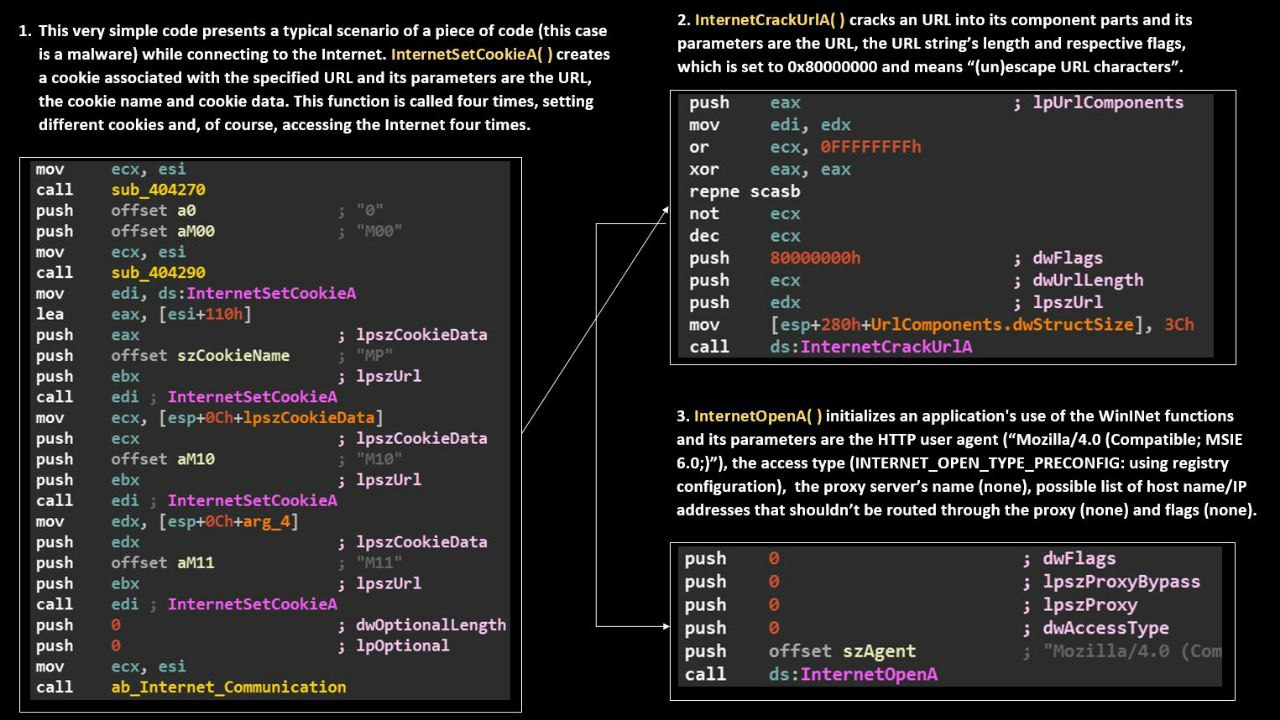 1. This very simple code presents a typical scenario of a piece of code (this case
is a malware) while connecting to the Internet. InternetSetCookieA( ) creates
a cookie associated with the specified URL and its parameters are the URL,
the cookie name and cookie data. This function is called four times, setting
different cookies and, of course, accessing the Internet four times.
mov ecx, esi
call sub_404270
push offset a0 ; "0"
push offset aM00 ; "M00"
mov ecx, esi
call sub_404290
mov edi, ds:InternetSetCookieA
lea eax, [esi+110h]
push eax ; lpszCookieData
push offset szCookieName ; "MP"
push ebx ; lpszUrl
call edi ; InternetSetCookieA
mov ecx, [esp+0Ch+lpszCookieData]
push ecx ; lpszCookieData
push offset aM10 ; "M10"
push ebx ; lpszUrl
call edi ; InternetSetCookieA
mov edx, [esp+0Ch+arg_4]
push edx ; lpszCookieData
push offset aM11 ; "M11"
push ebx ; lpszUrl
call edi ; InternetSetCookieA
push 0 ; dwOptionalLength
push 0 ; lpOptional
mov ecx, esi
call ab_Internet_Communication
2. InternetCrackUrlA( ) cracks an URL into its component parts and its
parameters are the URL, the URL string’s length and respective flags,
which is set to 0x80000000 and means “(un)escape URL characters”.
push eax ; lpUrlComponents
mov edi, edx
or ecx, 0FFFFFFFFh
xor eax, eax
repne scasb
not ecx
dec ecx
push 80000000h ; dwFlags
push ecx ; dwUrlLength
push edx ; lpszUrl
mov [esp+280h+UrlComponents.dwStructSize], 3Ch
call ds:InternetCrackUrlA
3. InternetOpenA( ) initializes an application's use of the WinINet functions
and its parameters are the HTTP user agent (“Mozilla/4.0 (Compatible; MSIE
6.0;)”), the access type (INTERNET_OPEN_TYPE_PRECONFIG: using registry
configuration), the proxy server’s name (none), possible list of host name/IP
addresses that shouldn’t be routed through the proxy (none) and flags (none).
push 0 ; dwFlags
push 0 ; lpszProxyBypass
push 0 ; lpszProxy
push 0 ; dwAccessType
push offset szAgent ; "Mozilla/4.0 (Com
call ds:InternetOpenA